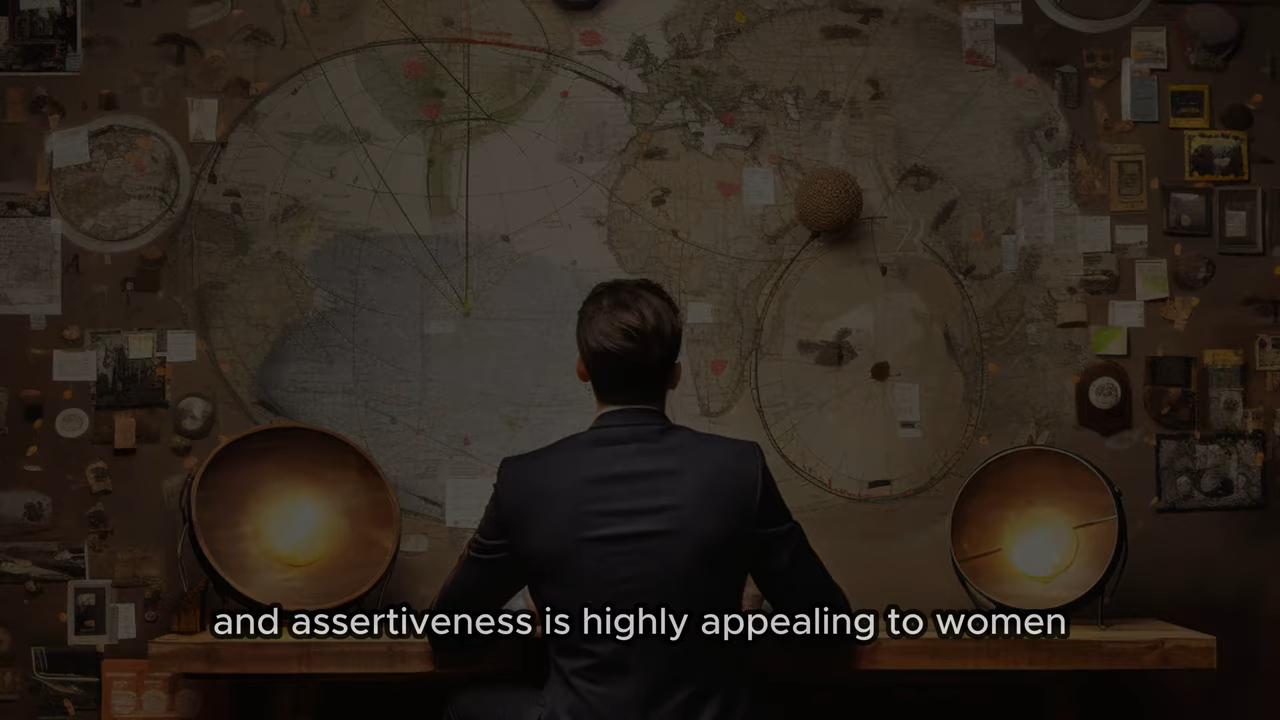 and assertiveness is highly appealing to women